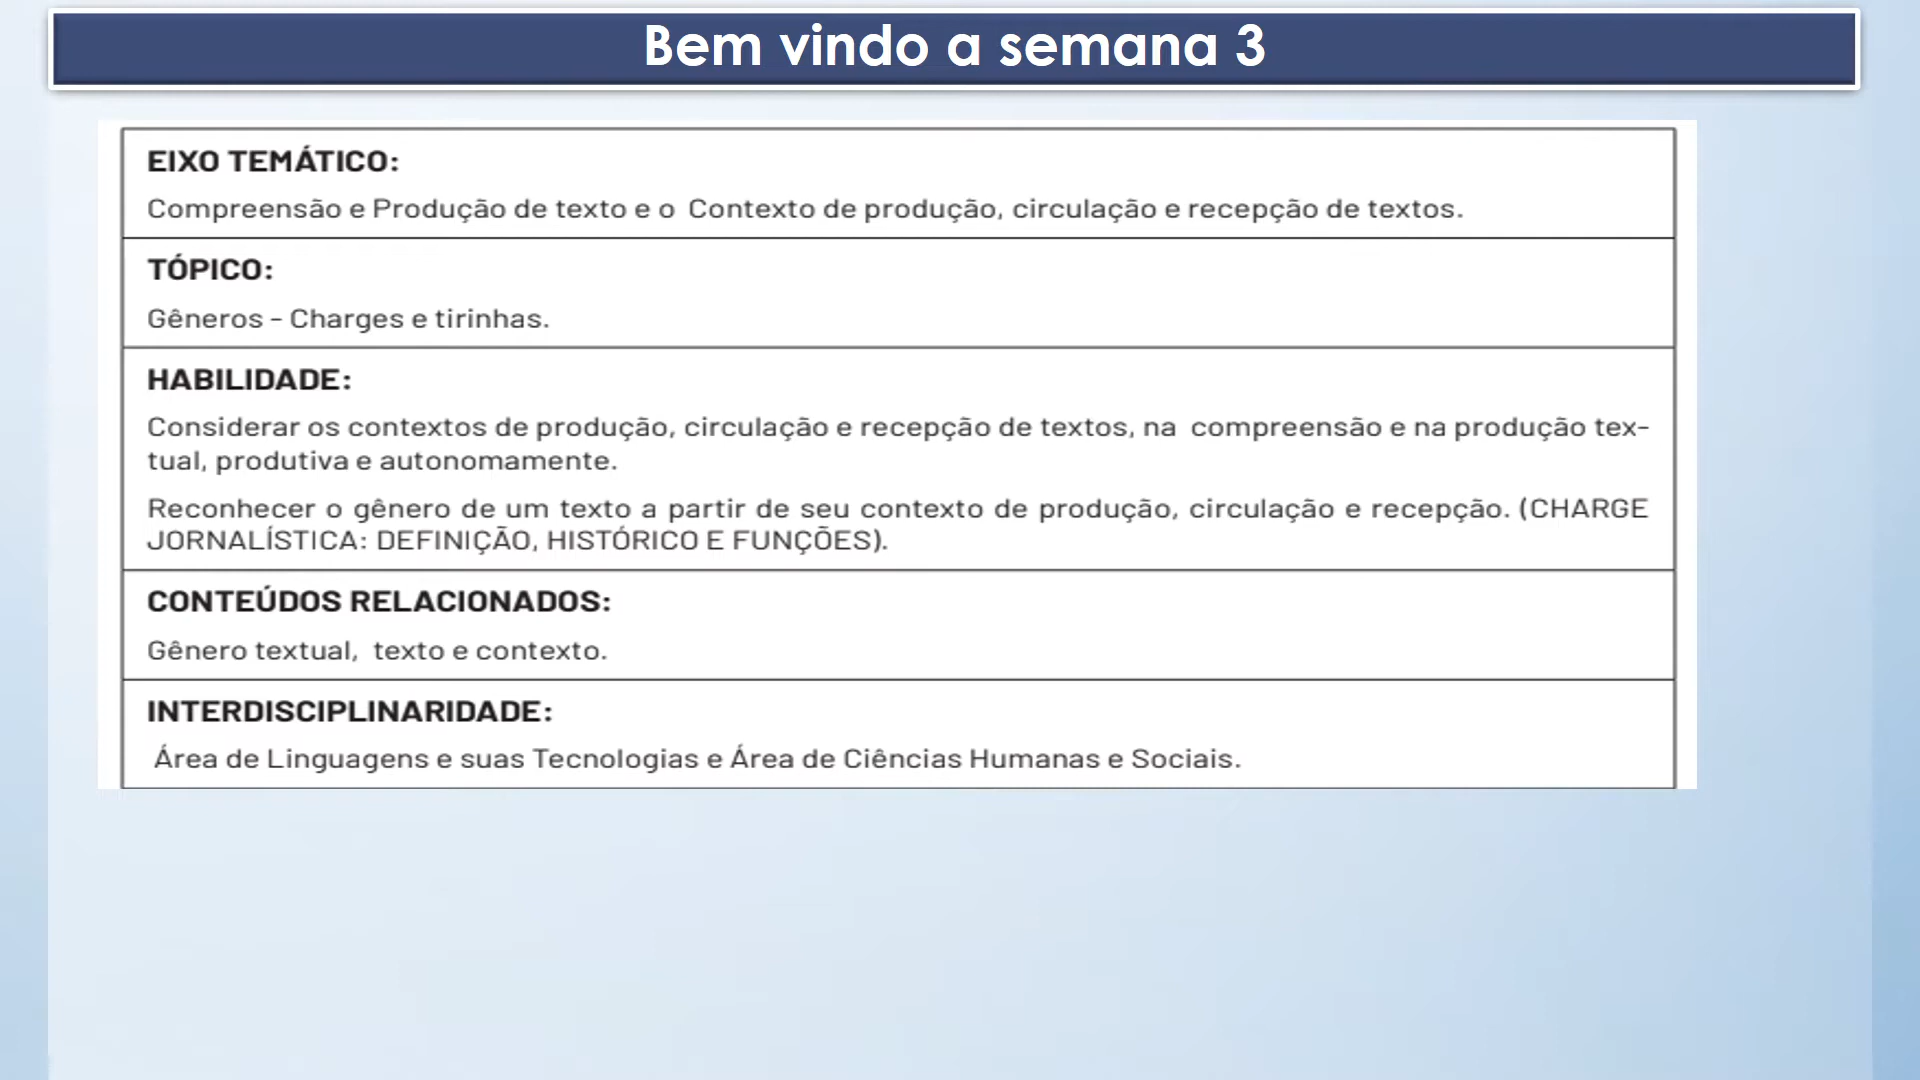 Bem vindo a semana 3
EIXO TEMÁTICO:
Compreensão e Produção de texto e o Contexto de produção, circulação e recepção de textos.
TÓPICO:
Gêneros - Charges e tirinhas.
HABILIDADE:
Considerar os contextos de produção, circulação e recepção de textos, na compreensão e na produção tex-
tual, produtiva e autonomamente.
Reconhecer o gênero de um texto a partir de seu contexto de produção, circulação e recepção. (CHARGE
JORNALÍSTICA: DEFINIÇÃO, HISTÓRICO E FUNÇÕES).
CONTEÚDOS RELACIONADOS:
Gênero textual, texto e contexto.
INTERDISCIPLINARIDADE:
Área de Linguagens e suas Tecnologias e Área de Ciências Humanas e Sociais.